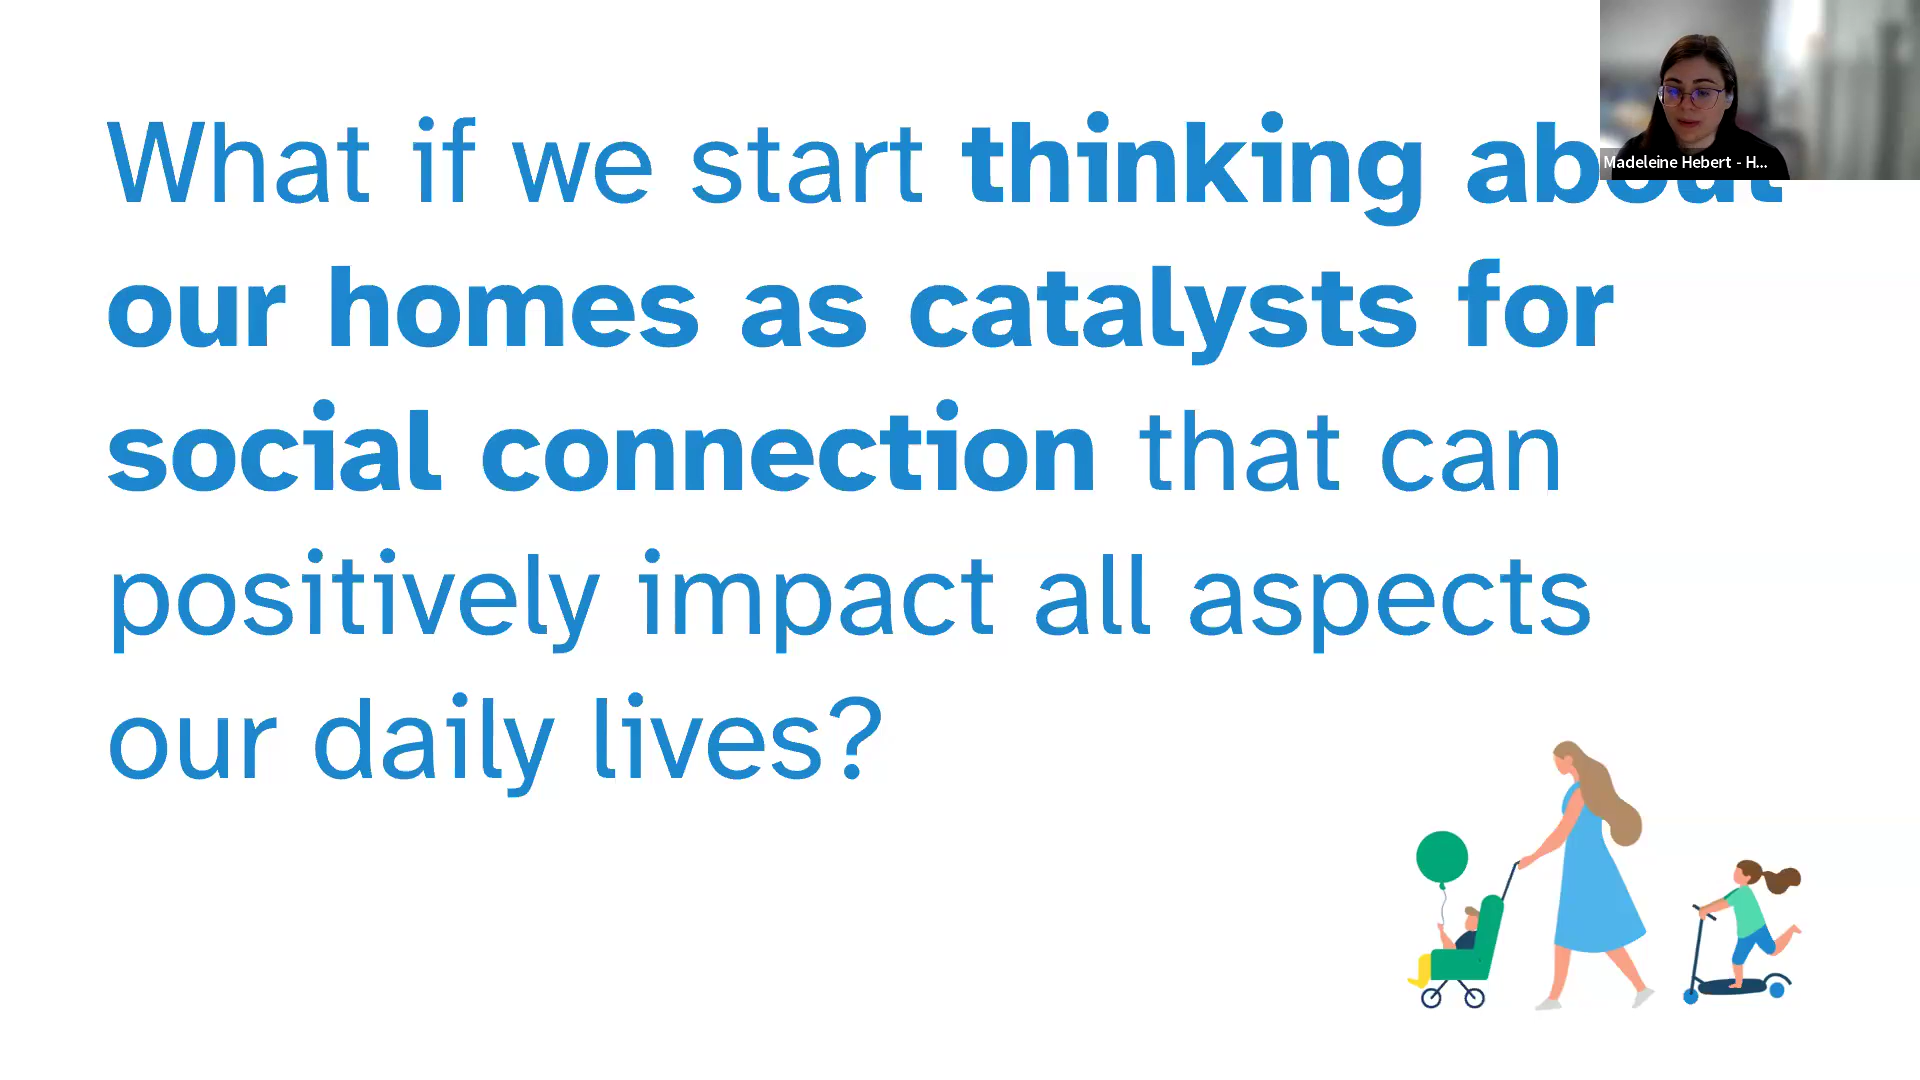 What if we start thinking about
our homes as catalysts for
social connection that can
positively impact all aspects
our daily lives?
Madeleine Hebert - H...